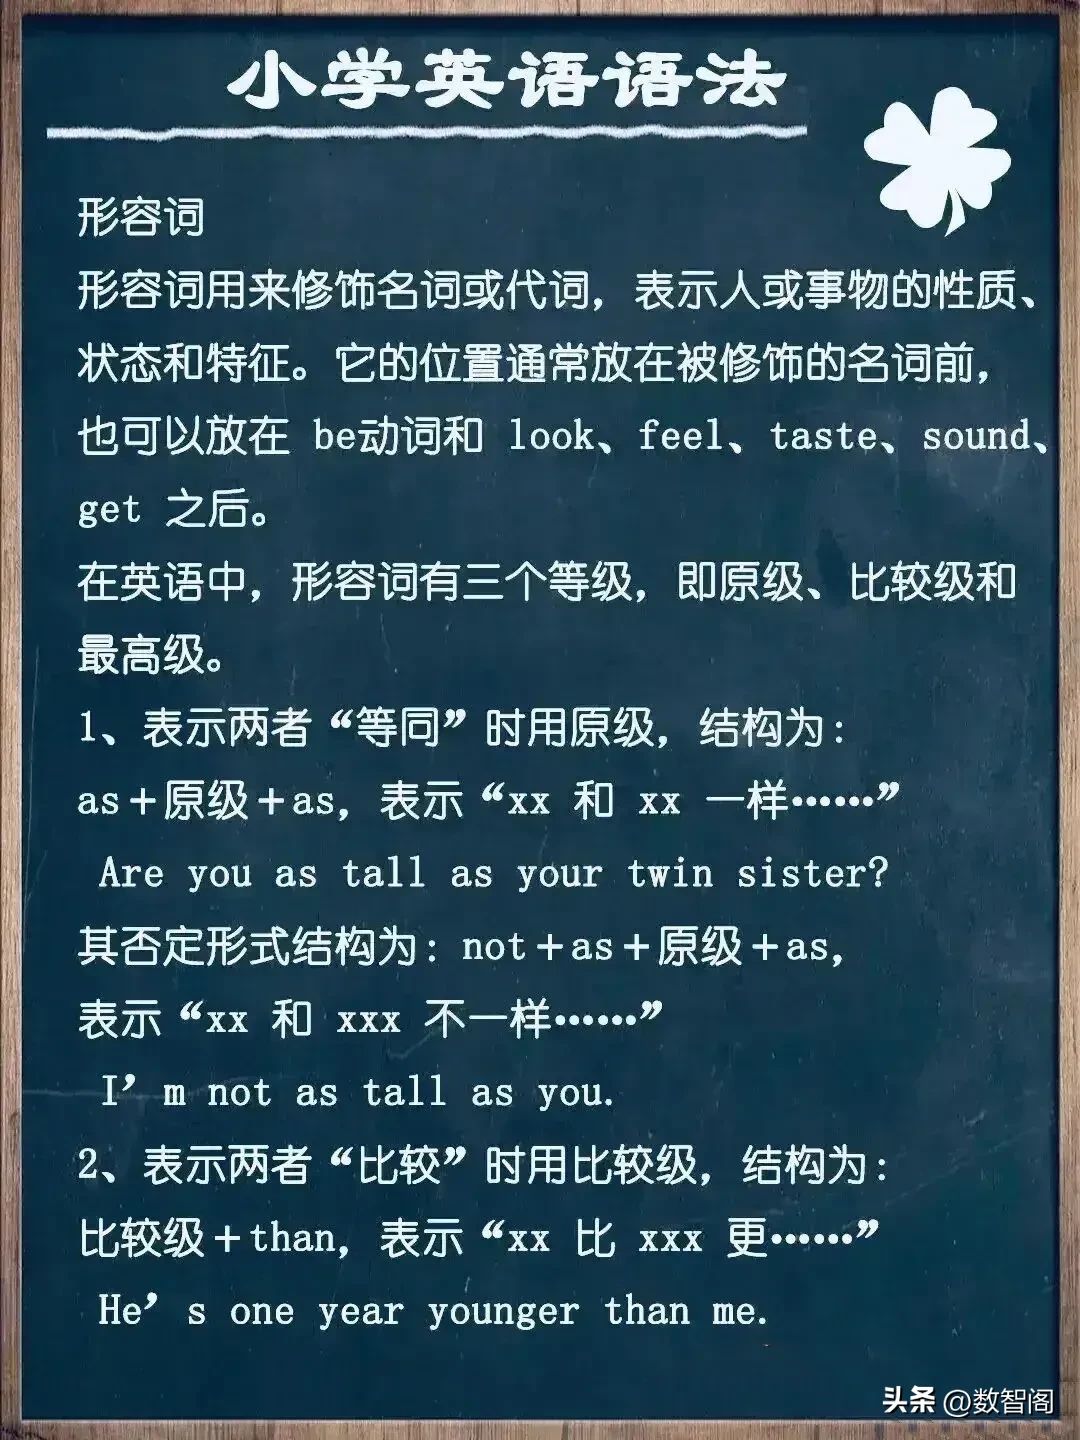 小学英语语法
形容词
形容词用来修饰名词或代词，表示人或事物的性质、
状态和特征。它的位置通常放在被修饰的名词前，
也可以放在 be动词和 look、feel、taste、sound、
get 之后。
在英语中，形容词有三个等级，即原级、比较级和
最高级。
1、表示两者“等同”时用原级，结构为：
as＋原级＋as，表示“xx 和 xx 一样……”
Are you as tall as your twin sister?
其否定形式结构为：not＋as＋原级＋as，
表示“xx 和 xxx 不一样……”
I’m not as tall as you.
2、表示两者“比较”时用比较级，结构为：
比较级＋than，表示“xx 比 xxx 更……”
He’s one year younger than me.
头条 @数智阁